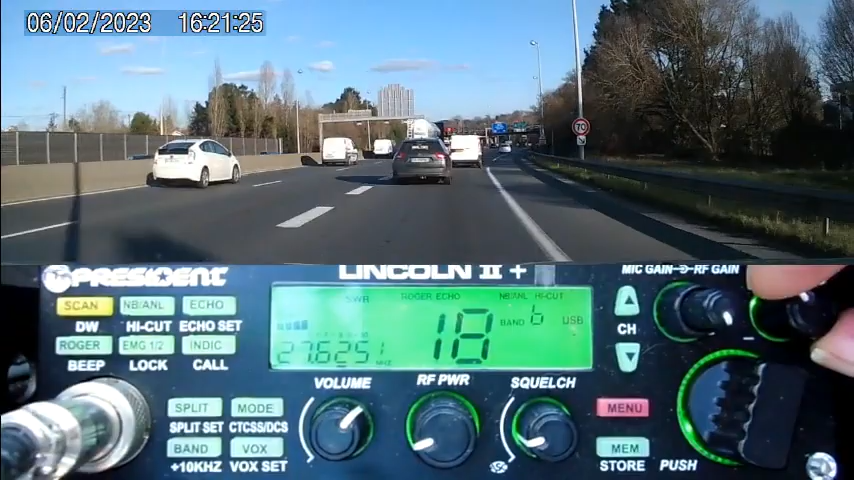 06/02/2023 16:21:25
70
PRESIDENT
LINCOLN II +
MIC GAIN RF GAIN
SCAN NB/ANL ECHO
DW HI-CUT ECHO SET
ROGER EMG 1/2 INDIC
BEEP LOCK CALL
SWR ROGER ECHO NB/ANL HI-CUT
18 BAND 6 USB
27.625.1 MHz
CH
VOLUME RF PWR SQUELCH
SPLIT MODE
SPLIT SET CTCSS/DCS
BAND VOX
+10KHZ VOX SET
MENU
MEM
STORE PUSH